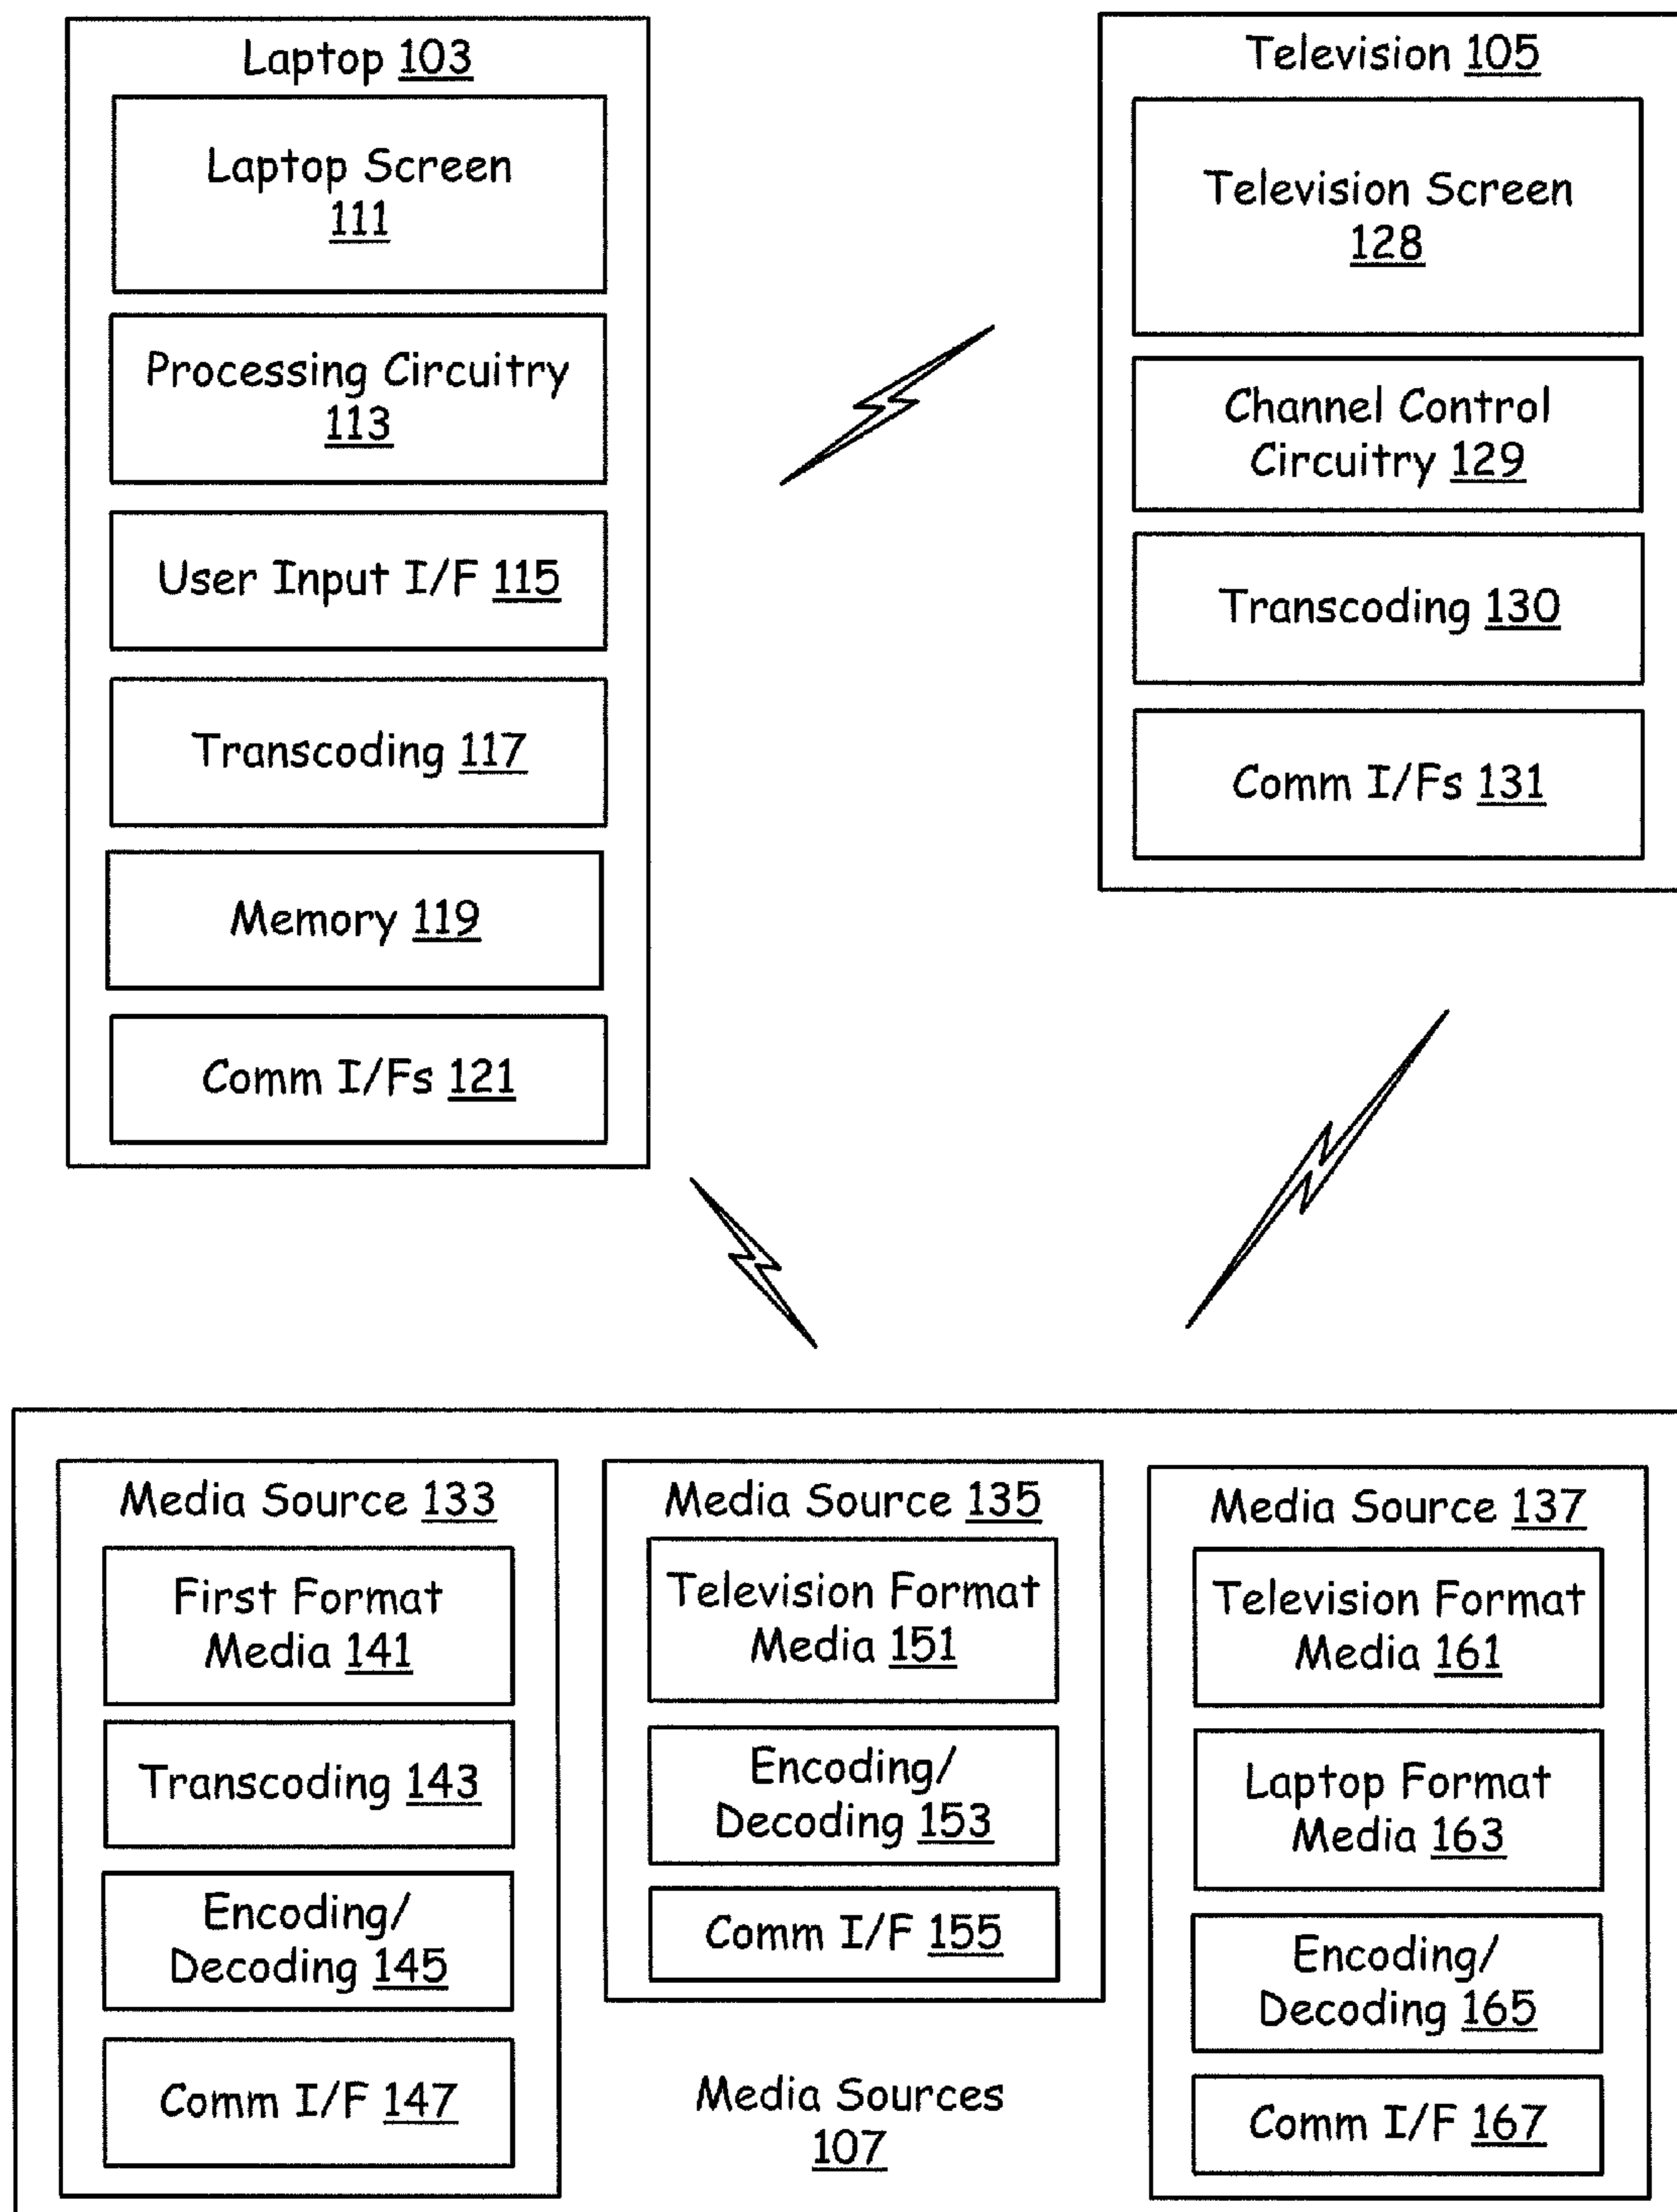 Laptop 103
Laptop Screen
111
Processing Circuitry
113
User Input I/F 115
Transcoding 117
Memory 119
Comm I/Fs 121
Television 105
Television Screen
128
Channel Control
Circuitry 129
Transcoding 130
Comm I/Fs 131
Media Source 133
First Format
Media 141
Transcoding 143
Encoding/
Decoding 145
Comm I/F 147
Media Source 135
Television Format
Media 151
Encoding/
Decoding 153
Comm I/F 155
Media Sources
107
Media Source 137
Television Format
Media 161
Laptop Format
Media 163
Encoding/
Decoding 165
Comm I/F 167